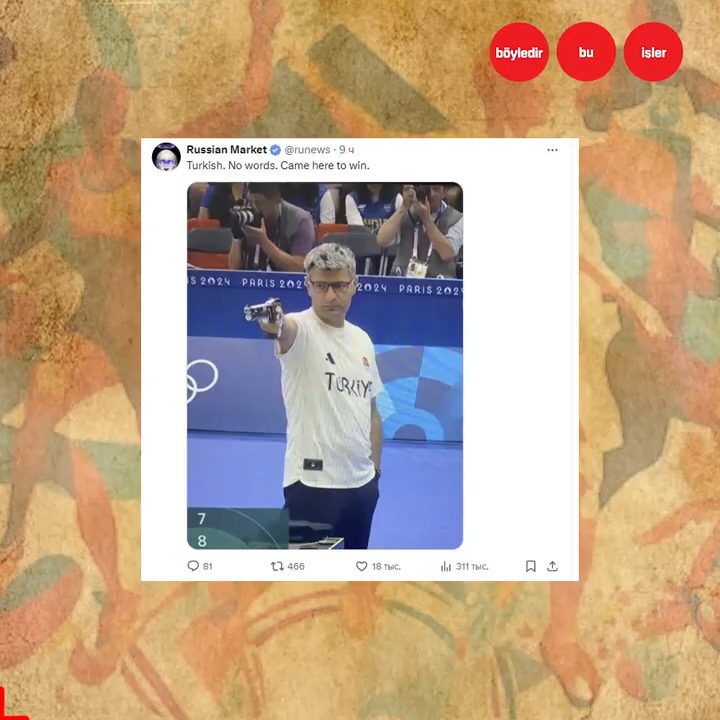 böyledir bu işler
Russian Market @runews · 9 ч
Turkish. No words. Came here to win.
S 2024 PARIS 2024 2024 PARIS 2024
TÜRKİYE
7
8
81 466 18 тыс. 311 тыс.